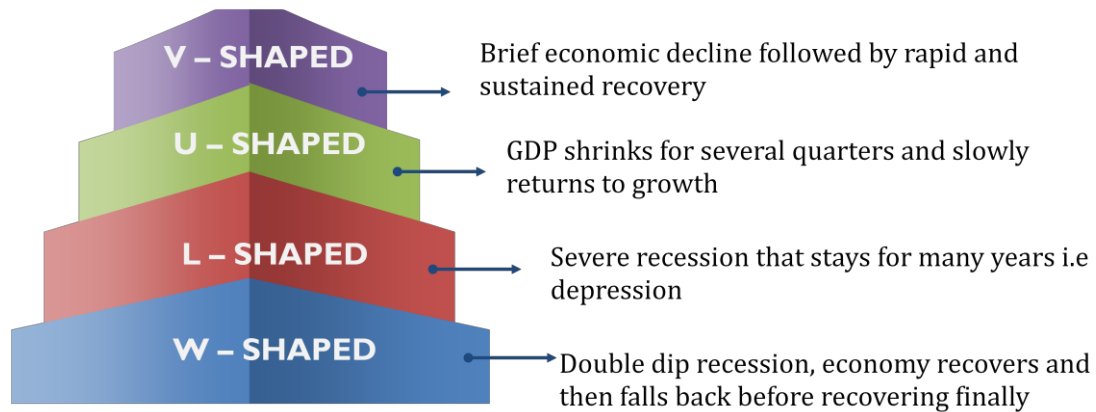 V – SHAPED
Brief economic decline followed by rapid and
sustained recovery
U – SHAPED
GDP shrinks for several quarters and slowly
returns to growth
L – SHAPED
Severe recession that stays for many years i.e
depression
W – SHAPED
Double dip recession, economy recovers and
then falls back before recovering finally